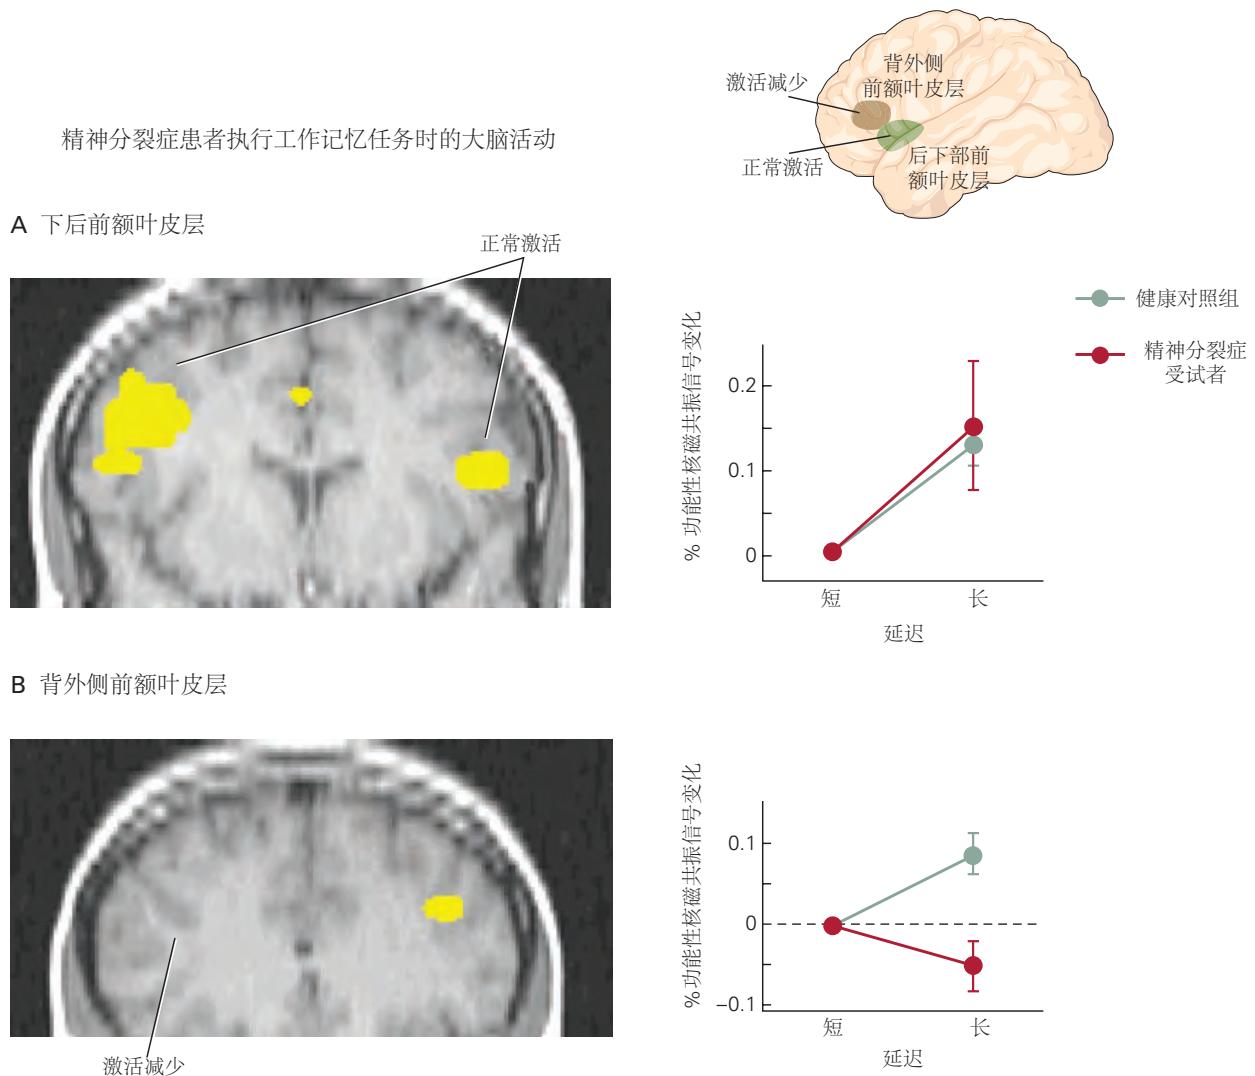 背外侧
前额叶皮层
激活减少
正常激活
后下部前
额叶皮层
精神分裂症患者执行工作记忆任务时的大脑活动
A 下后前额叶皮层
正常激活
健康对照组
精神分裂症
受试者
% 功能性核磁共振信号变化
0.2
0.1
0
短 长
延迟
B 背外侧前额叶皮层
激活减少
%功能性核磁共振信号变化
0.1
0
–0.1
短 长
延迟